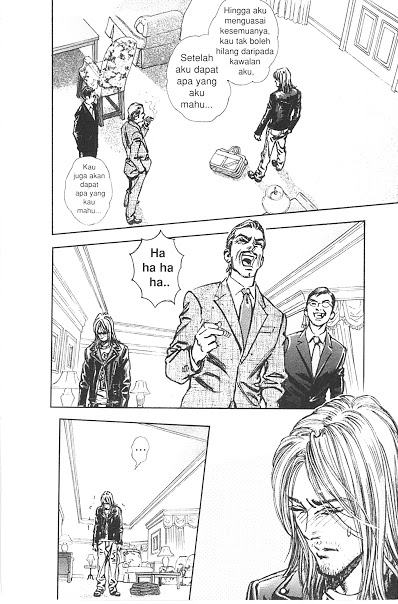 Hingga aku
menguasai
kesemuanya,
kau tak boleh
hilang daripada
kawalan
aku.
Setelah
aku dapat
apa yang
aku
mahu...
Kau
juga akan
dapat
apa yang
kau
mahu...
Ha
ha ha
ha..
...